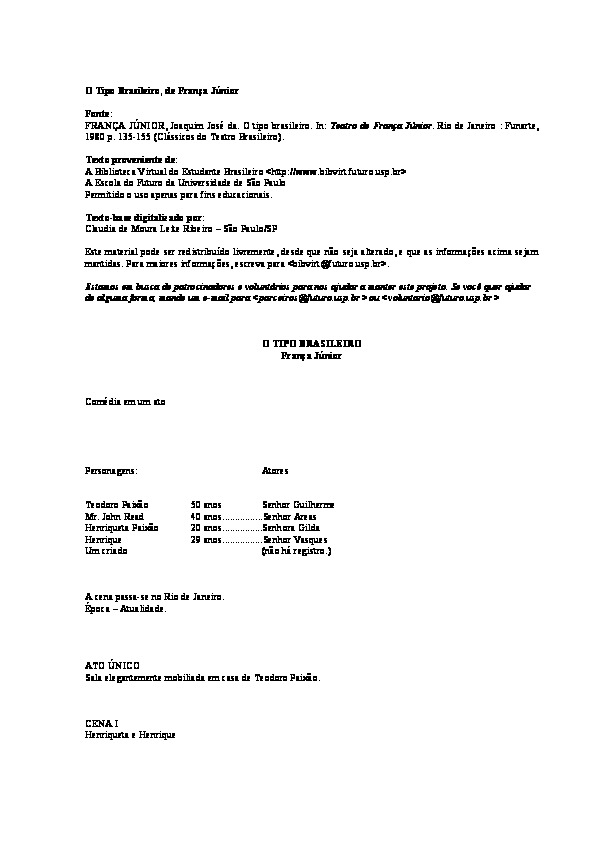 O Tipo Brasileiro, de França Júnior
Fonte:
FRANÇA JÚNIOR, Joaquim José da. O tipo brasileiro. In: Teatro de França Júnior. Rio de Janeiro : Funarte,
1980 p. 135-155 (Clássicos do Teatro Brasileiro).
Texto proveniente de:
A Biblioteca Virtual do Estudante Brasileiro <http://www.bibvirt.futuro.usp.br>
A Escola do Futuro da Universidade de São Paulo
Permitido o uso apenas para fins educacionais.
Texto-base digitalizado por:
Claudia de Moura Leite Ribeiro – São Paulo/SP
Este material pode ser redistribuído livremente, desde que não seja alterado, e que as informações acima sejam
mantidas. Para maiores informações, escreva para <bibvirt@futuro.usp.br>.
Estamos em busca de patrocinadores e voluntários para nos ajudar a manter este projeto. Se você quer ajudar
de alguma forma, mande um e-mail para <parceiros@futuro.usp.br> ou <voluntario@futuro.usp.br>
O TIPO BRASILEIRO
França Júnior
Comédia em um ato
Personagens: Atores
Teodoro Paixão 50 anos Senhor Guilherme
Mr. John Read 40 anos................Senhor Areas
Henriqueta Paixão 20 anos................Senhora Gilda
Henrique 29 anos................Senhor Vasques
Um criado (não há registro.)
A cena passa-se no Rio de Janeiro.
Época – Atualidade.
ATO ÚNICO
Sala elegantemente mobiliada em casa de Teodoro Paixão.
CENA I
Henriqueta e Henrique